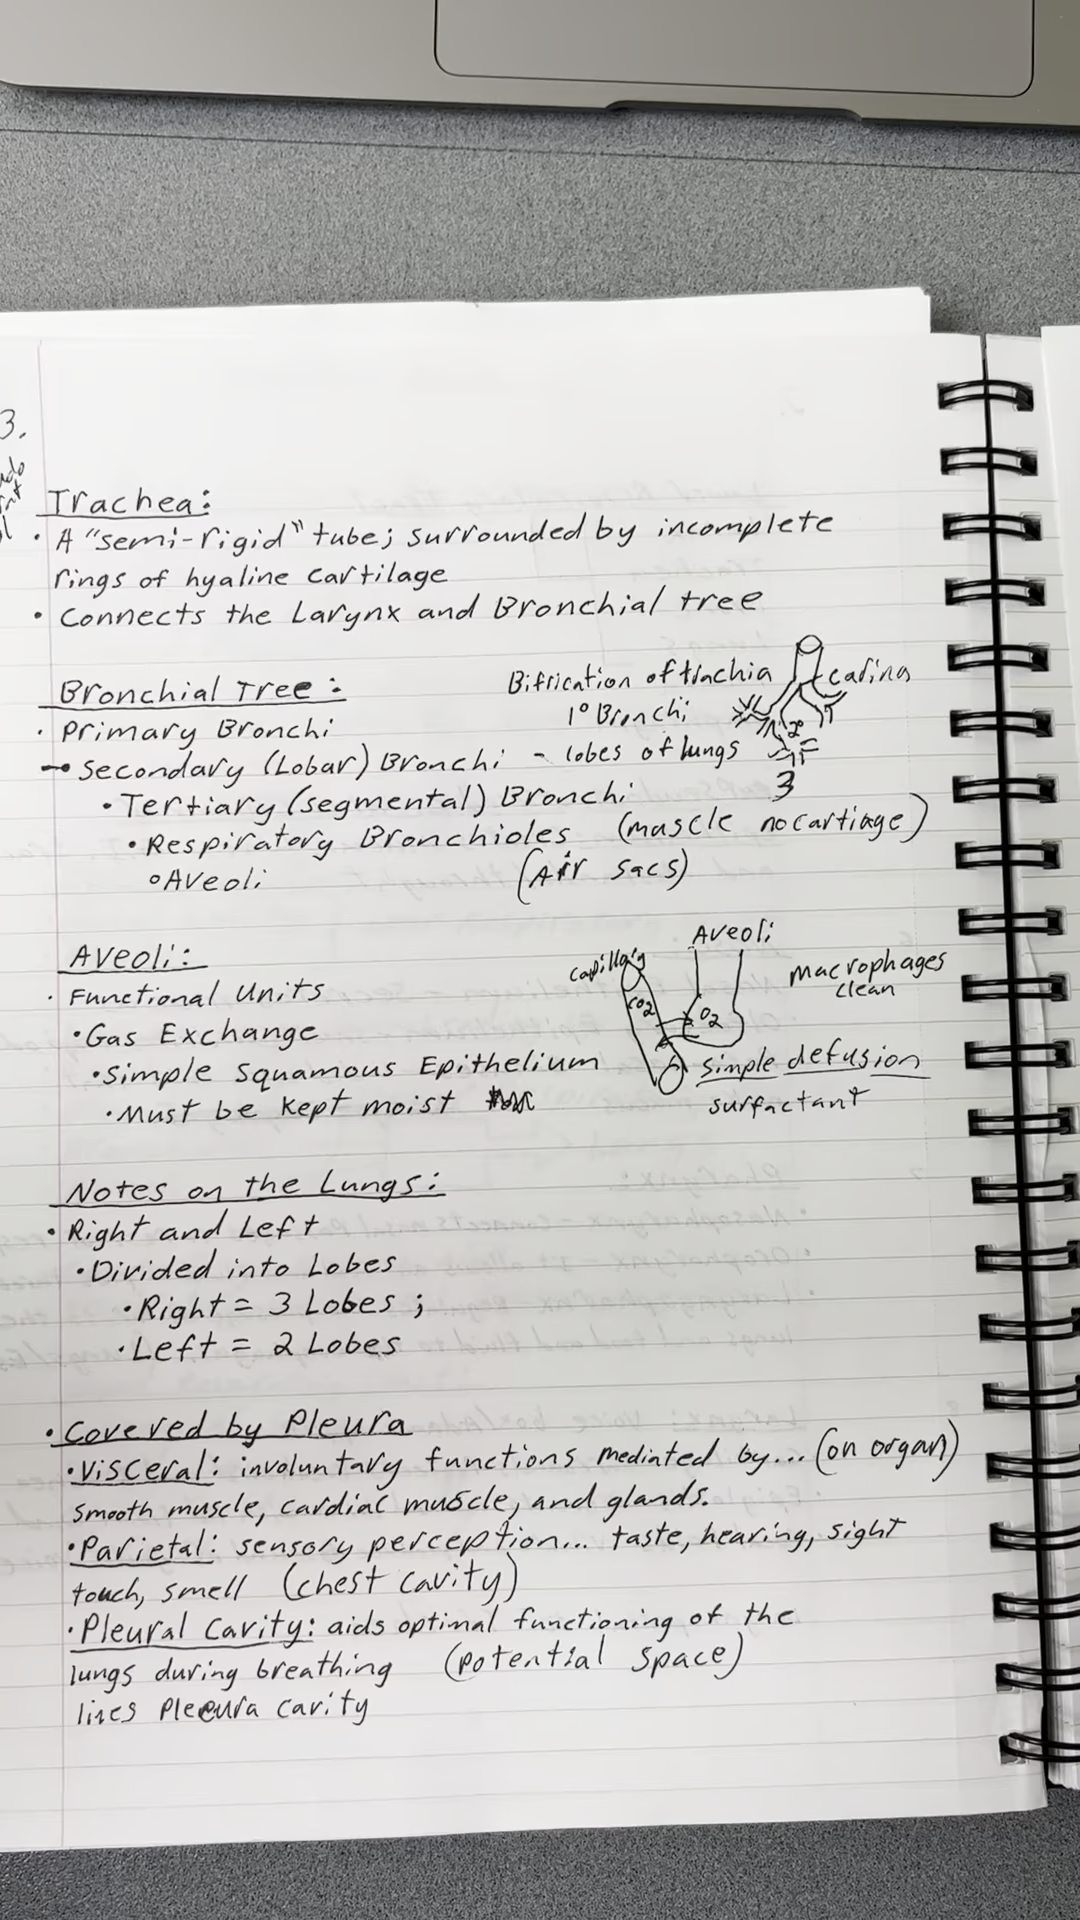 3.
Trachea:
· A "semi-rigid" tube; surrounded by incomplete
rings of hyaline cartilage
· Connects the Larynx and Bronchial tree
Bronchial Tree:
Bifrication of trachia
carina
1° Bronchi
· Primary Bronchi
2°
· Secondary (Lobar) Bronchi - lobes of lungs
3
· Tertiary (segmental) Bronchi
· Respiratory Bronchioles (muscle no cartiage)
∘ Aveoli (Air sacs)
Aveoli:
Aveoli
capillary
macrophages
clean
· Functional Units
CO2
O2
· Gas Exchange
· Simple Squamous Epithelium
simple defusion
· Must be kept moist
surfactant
Notes on the Lungs:
· Right and Left
· Divided into Lobes
· Right = 3 Lobes ;
· Left = 2 Lobes
· Covered by Pleura
· Visceral: involuntary functions mediated by... (on organ)
smooth muscle, cardiac muscle, and glands.
· Parietal: sensory perception... taste, hearing, sight
touch, smell (chest cavity)
· Pleural Cavity: aids optimal functioning of the
lungs during breathing (potential space)
lines Pleeura cavity